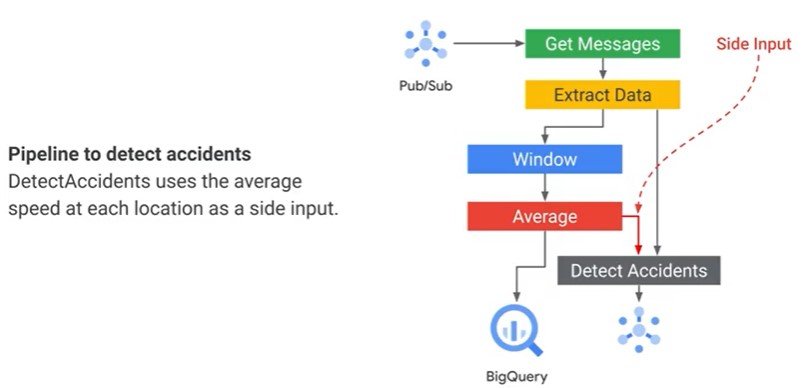 Pipeline to detect accidents
DetectAccidents uses the average
speed at each location as a side input.
Pub/Sub
Get Messages
Side Input
Extract Data
Window
Average
Detect Accidents
BigQuery